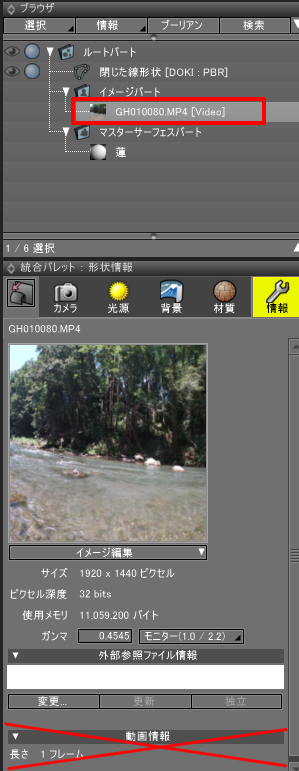 ブラウザ
選択 情報 ブーリアン 検索
ルートパート
閉じた線形状 [DOKI : PBR]
イメージパート
GH010080.MP4 [Video]
マスターサーフェスパート
蓮
1 / 6 選択
統合パレット : 形状情報
カメラ 光源 背景 材質 情報
GH010080.MP4
イメージ編集
サイズ 1920 x 1440 ピクセル
ピクセル深度 32 bits
使用メモリ 11,059,200 バイト
ガンマ 0.4545 モニター(1.0 / 2.2)
外部参照ファイル情報
変更... 更新 独立
動画情報
長さ 1 フレーム